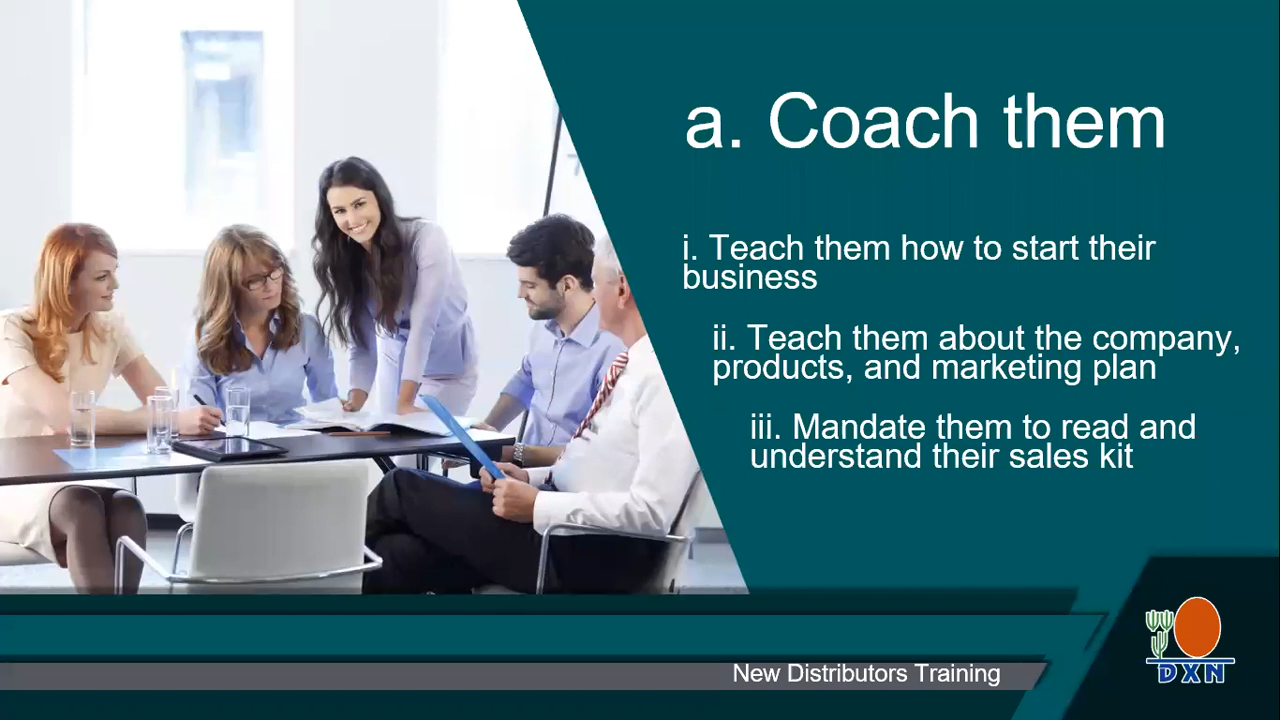 a. Coach them
i. Teach them how to start their
business
ii. Teach them about the company,
products, and marketing plan
iii. Mandate them to read and
understand their sales kit
New Distributors Training
DXN